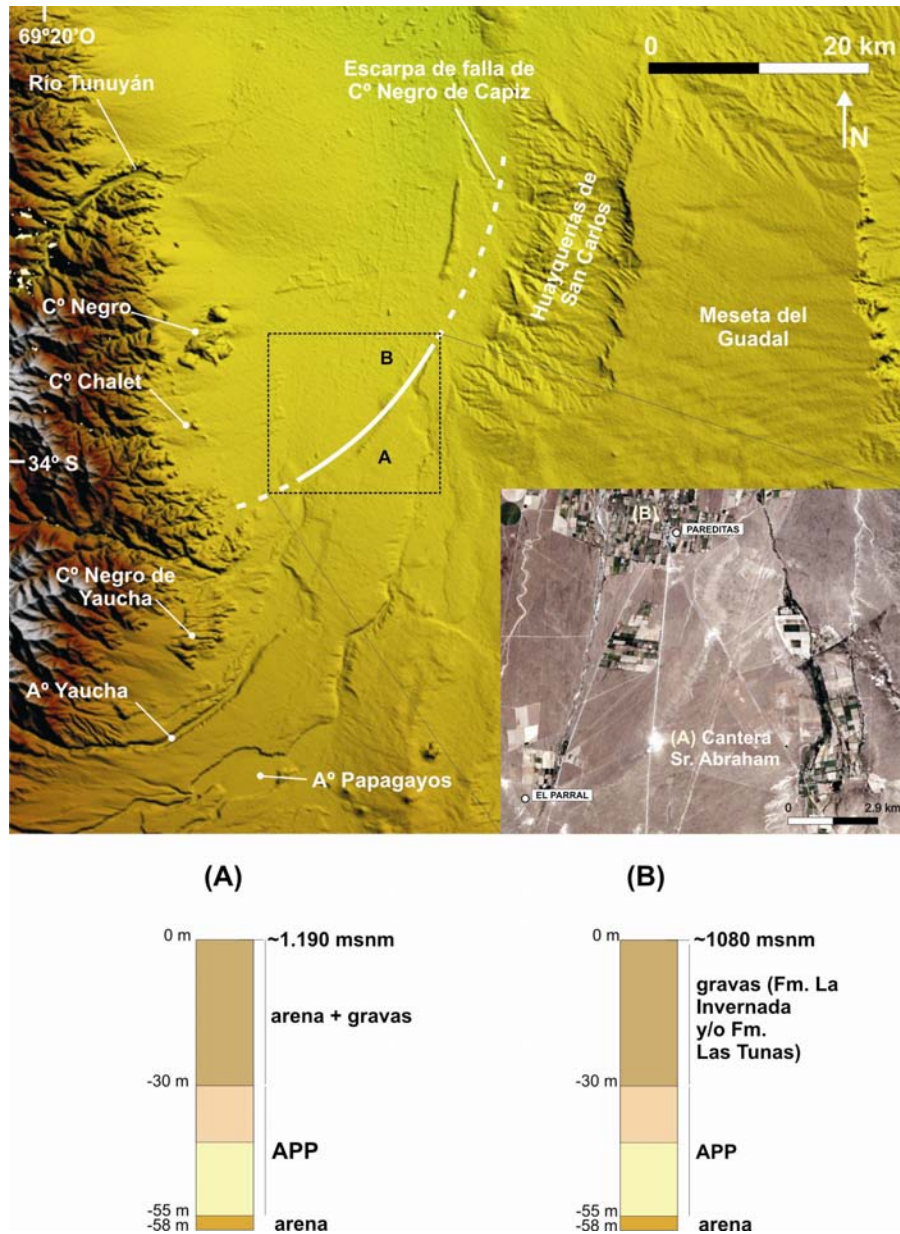 69º20'O
Río Tunuyán
Escarpa de falla de
Cº Negro de Capiz
0 20 km
N
Huayquerías de
San Carlos
Meseta del
Guadal
Cº Negro
Cº Chalet
B
A
34º S
Cº Negro de
Yaucha
Aº Yaucha
Aº Papagayos
(B)
PAREDITAS
(A) Cantera
Sr. Abraham
EL PARRAL
0 2.9 km
(A)
0 m
~1.190 msnm
arena + gravas
-30 m
APP
-55 m
-58 m
arena
(B)
0 m
~1080 msnm
gravas (Fm. La
Invernada
y/o Fm.
Las Tunas)
-30 m
APP
-55 m
-58 m
arena